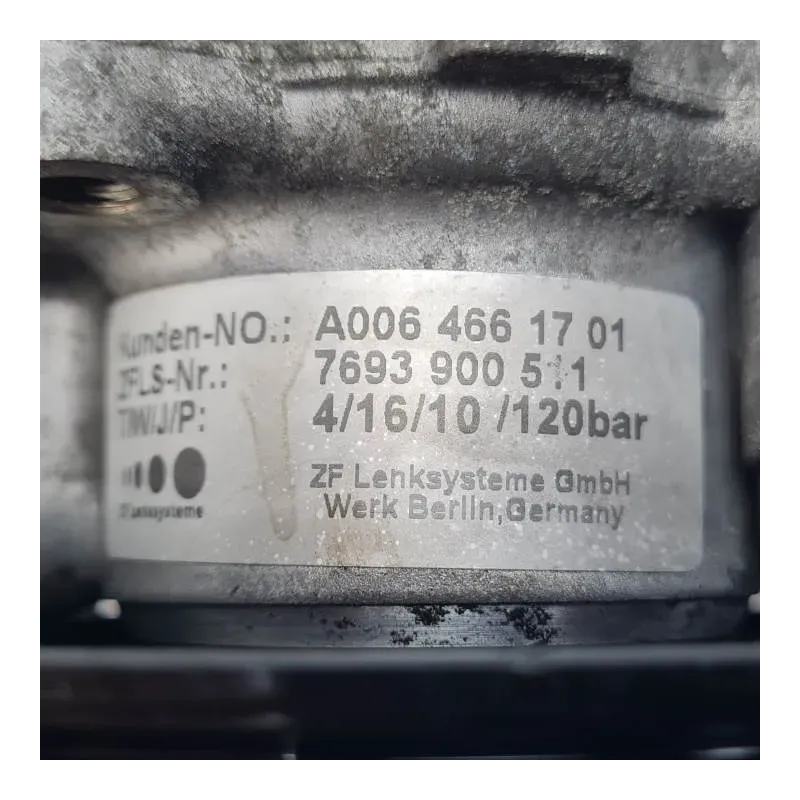 Kunden-NO.: A006 466 17 01
ZFLS-Nr.: 7693 900 511
T/W/J/P: 4/16/10 /120bar
ZF Lenksysteme GmbH
Werk Berlin,Germany
ZF Lenksysteme